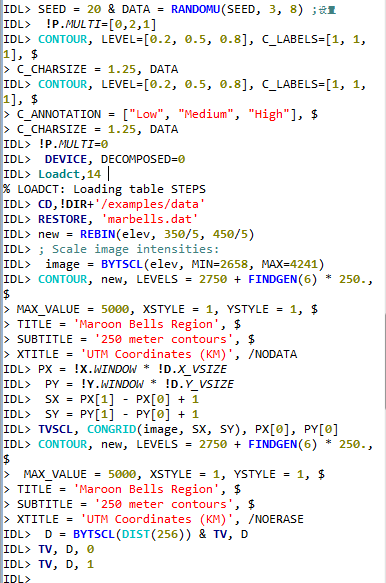 IDL> SEED = 20 & DATA = RANDOMU(SEED, 3, 8) ;设置
IDL>  !P.MULTI=[0,2,1]
IDL> CONTOUR, LEVEL=[0.2, 0.5, 0.8], C_LABELS=[1, 1,
1], $
> C_CHARSIZE = 1.25, DATA
IDL> CONTOUR, LEVEL=[0.2, 0.5, 0.8], C_LABELS=[1, 1,
1], $
> C_ANNOTATION = ["Low", "Medium", "High"], $
> C_CHARSIZE = 1.25, DATA
IDL> !P.MULTI=0
IDL>  DEVICE, DECOMPOSED=0
IDL> Loadct,14
% LOADCT: Loading table STEPS
IDL> CD,!DIR+'/examples/data'
IDL> RESTORE, 'marbells.dat'
IDL> new = REBIN(elev, 350/5, 450/5)
IDL> ; Scale image intensities:
IDL>  image = BYTSCL(elev, MIN=2658, MAX=4241)
IDL> CONTOUR, new, LEVELS = 2750 + FINDGEN(6) * 250.,
$
> MAX_VALUE = 5000, XSTYLE = 1, YSTYLE = 1, $
> TITLE = 'Maroon Bells Region', $
> SUBTITLE = '250 meter contours', $
> XTITLE = 'UTM Coordinates (KM)', /NODATA
IDL> PX = !X.WINDOW * !D.X_VSIZE
IDL>  PY = !Y.WINDOW * !D.Y_VSIZE
IDL>  SX = PX[1] - PX[0] + 1
IDL>  SY = PY[1] - PY[0] + 1
IDL> TVSCL, CONGRID(image, SX, SY), PX[0], PY[0]
IDL> CONTOUR, new, LEVELS = 2750 + FINDGEN(6) * 250.,
$
>  MAX_VALUE = 5000, XSTYLE = 1, YSTYLE = 1, $
> TITLE = 'Maroon Bells Region', $
> SUBTITLE = '250 meter contours', $
> XTITLE = 'UTM Coordinates (KM)', /NOERASE
IDL>  D = BYTSCL(DIST(256)) & TV, D
IDL> TV, D, 0
IDL> TV, D, 1
IDL>